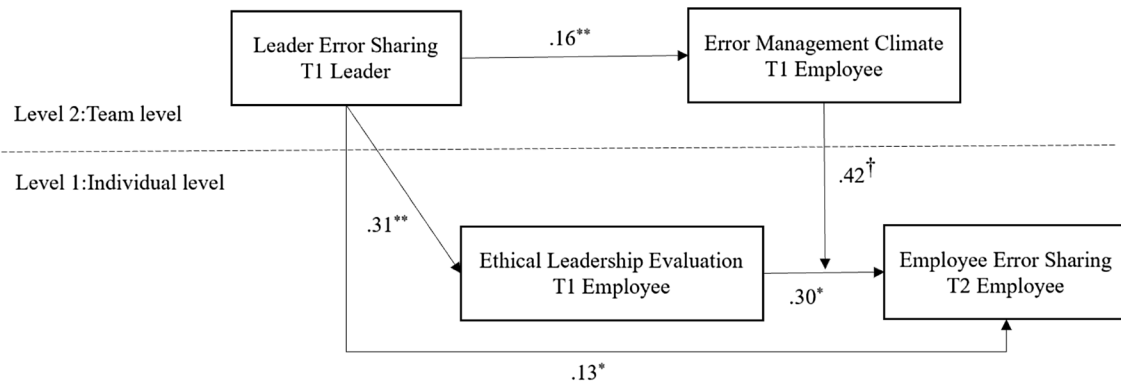 Leader Error Sharing
T1 Leader
.16**
Error Management Climate
T1 Employee
Level 2:Team level
Level 1:Individual level
.42†
.31**
Ethical Leadership Evaluation
T1 Employee
.30*
Employee Error Sharing
T2 Employee
.13*